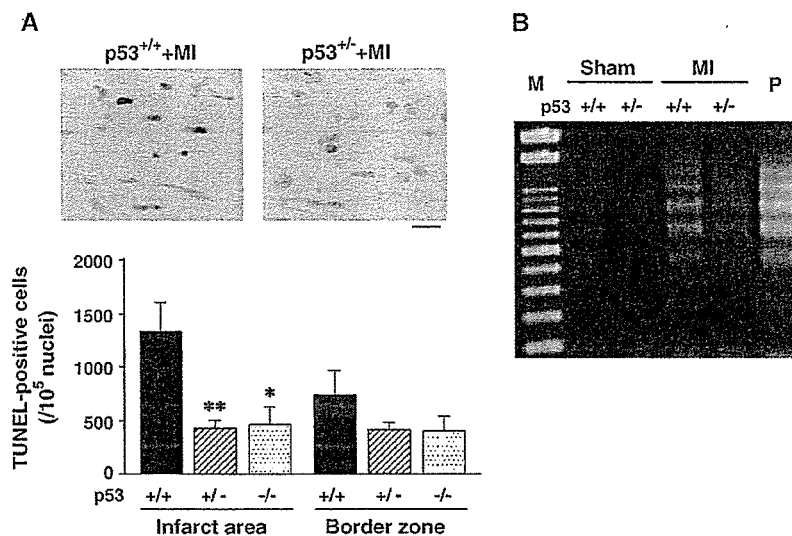 A
p53+/++MI
p53+/-+MI
TUNEL-positive cells
(/10⁵ nuclei)
2000
1500
1000
500
0
** *
p53 +/+ +/- -/- +/+ +/- -/-
Infarct area Border zone
B
Sham MI
M P
p53 +/+ +/- +/+ +/-